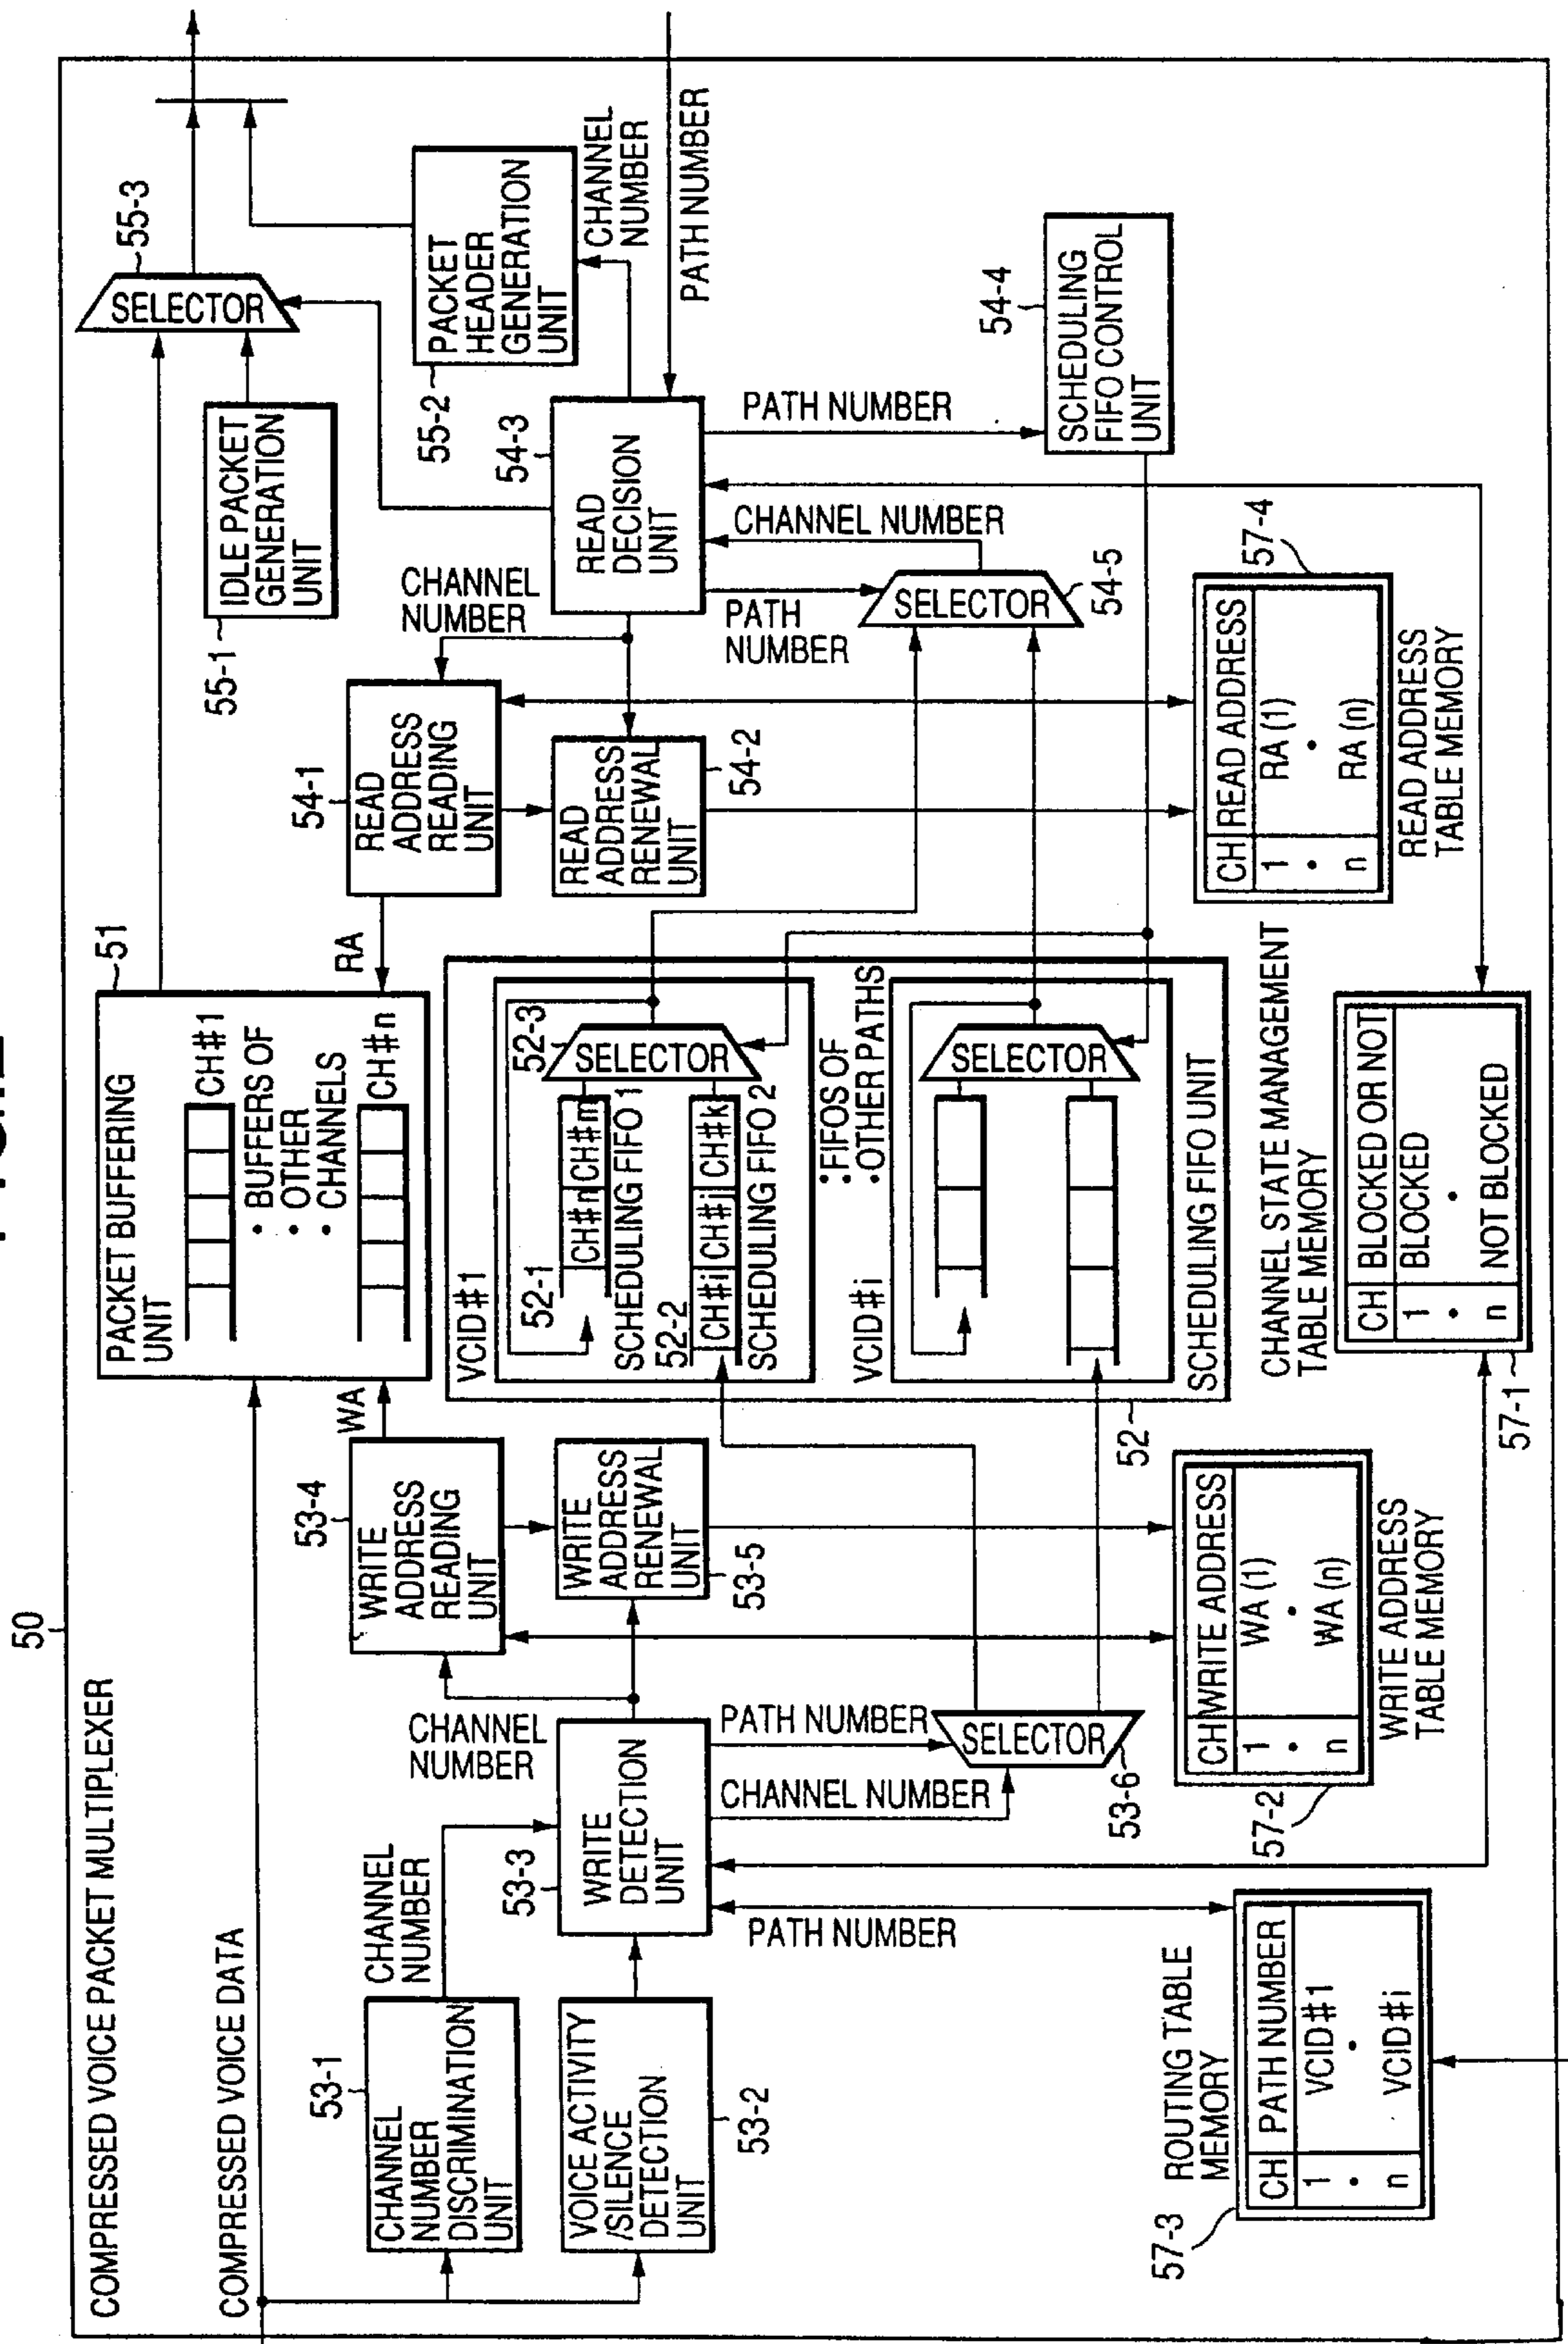 50
COMPRESSED VOICE PACKET MULTIPLEXER
COMPRESSED VOICE DATA
53-1
CHANNEL
NUMBER
DISCRIMINATION
UNIT
VOICE ACTIVITY
/SILENCE
DETECTION
UNIT
53-2
CHANNEL
NUMBER
53-3
WRITE
DETECTION
UNIT
PATH NUMBER
57-3
ROUTING TABLE
MEMORY
CH PATH NUMBER
1 VCID#1
n VCID#i
CHANNEL
NUMBER
PATH NUMBER
CHANNEL NUMBER
SELECTOR
53-6
53-4
WRITE
ADDRESS
READING
UNIT
WA
WRITE
ADDRESS
RENEWAL
UNIT
53-5
57-2
CH WRITE ADDRESS
1 WA (1)
n WA (n)
WRITE ADDRESS
TABLE MEMORY
PACKET BUFFERING
UNIT
51
CH#1
BUFFERS OF
OTHER
CHANNELS
CH#n
RA
VCID#1
52-1
CH#n CH#m
SCHEDULING FIFO 1
52-2
CH#i CH#j CH#k
SCHEDULING FIFO 2
52-3
SELECTOR
FIFOS OF
OTHER PATHS
VCID#i
SELECTOR
SCHEDULING FIFO UNIT
52
CHANNEL STATE MANAGEMENT
TABLE MEMORY
CH BLOCKED OR NOT
1 BLOCKED
n NOT BLOCKED
57-1
54-1
READ
ADDRESS
READING
UNIT
READ
ADDRESS
RENEWAL
UNIT
54-2
CHANNEL
NUMBER
57-4
CH READ ADDRESS
1 RA (1)
n RA (n)
READ ADDRESS
TABLE MEMORY
54-3
READ
DECISION
UNIT
PATH
NUMBER
CHANNEL NUMBER
SELECTOR
54-5
PATH NUMBER
54-4
SCHEDULING
FIFO CONTROL
UNIT
55-1
IDLE PACKET
GENERATION
UNIT
SELECTOR
55-3
55-2
PACKET
HEADER
GENERATION
UNIT
CHANNEL
NUMBER
PATH NUMBER